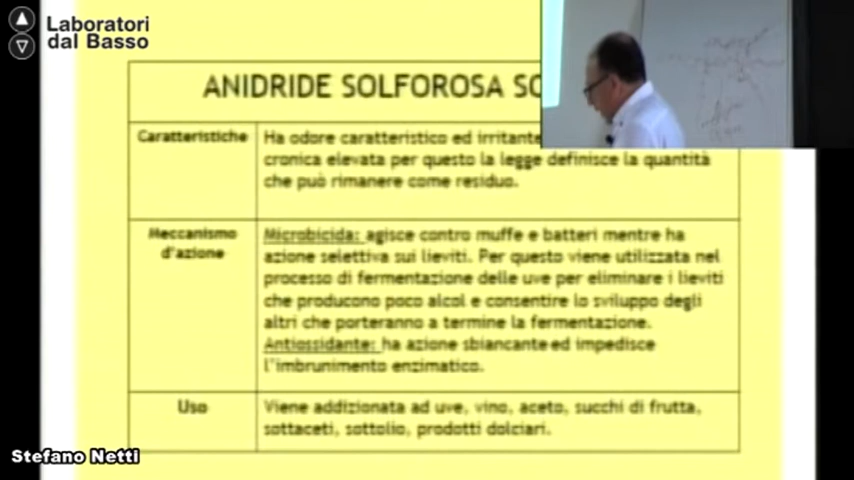 Laboratori
dal Basso
ANIDRIDE SOLFOROSA SO
Caratteristiche
Ha odore caratteristico ed irritante
cronica elevata per questo la legge definisce la quantità
che può rimanere come residuo.
Meccanismo
d'azione
Microbicida: agisce contro muffe e batteri mentre ha
azione selettiva sui lieviti. Per questo viene utilizzata nel
processo di fermentazione delle uve per eliminare i lieviti
che producono poco alcol e consentire lo sviluppo degli
altri che porteranno a termine la fermentazione.
Antiossidante: ha azione sbiancante ed impedisce
l'imbrunimento enzimatico.
Uso
Viene addizionata ad uve, vino, aceto, succhi di frutta,
sottaceti, sottolio, prodotti dolciari.
Stefano Netti